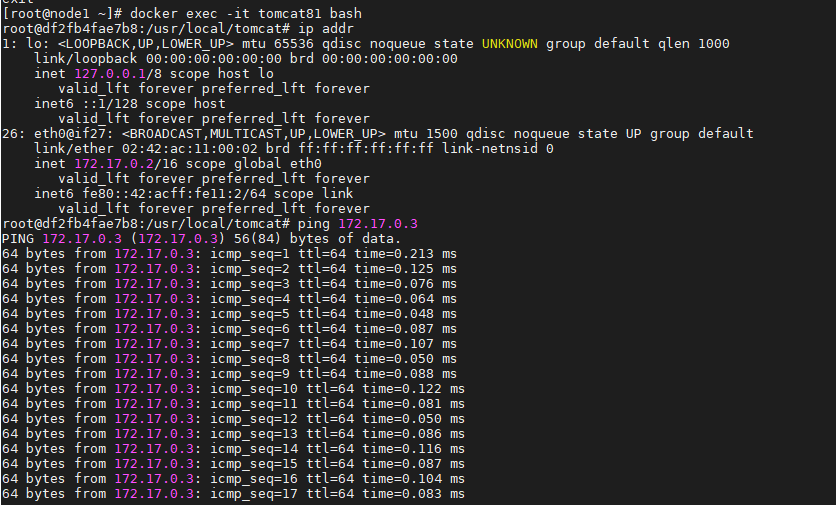 exit
[root@node1 ~]# docker exec -it tomcat81 bash
root@df2fb4fae7b8:/usr/local/tomcat# ip addr
1: lo: <LOOPBACK,UP,LOWER_UP> mtu 65536 qdisc noqueue state UNKNOWN group default qlen 1000
    link/loopback 00:00:00:00:00:00 brd 00:00:00:00:00:00
    inet 127.0.0.1/8 scope host lo
       valid_lft forever preferred_lft forever
    inet6 ::1/128 scope host
       valid_lft forever preferred_lft forever
26: eth0@if27: <BROADCAST,MULTICAST,UP,LOWER_UP> mtu 1500 qdisc noqueue state UP group default
    link/ether 02:42:ac:11:00:02 brd ff:ff:ff:ff:ff:ff link-netnsid 0
    inet 172.17.0.2/16 scope global eth0
       valid_lft forever preferred_lft forever
    inet6 fe80::42:acff:fe11:2/64 scope link
       valid_lft forever preferred_lft forever
root@df2fb4fae7b8:/usr/local/tomcat# ping 172.17.0.3
PING 172.17.0.3 (172.17.0.3) 56(84) bytes of data.
64 bytes from 172.17.0.3: icmp_seq=1 ttl=64 time=0.213 ms
64 bytes from 172.17.0.3: icmp_seq=2 ttl=64 time=0.125 ms
64 bytes from 172.17.0.3: icmp_seq=3 ttl=64 time=0.076 ms
64 bytes from 172.17.0.3: icmp_seq=4 ttl=64 time=0.064 ms
64 bytes from 172.17.0.3: icmp_seq=5 ttl=64 time=0.048 ms
64 bytes from 172.17.0.3: icmp_seq=6 ttl=64 time=0.087 ms
64 bytes from 172.17.0.3: icmp_seq=7 ttl=64 time=0.107 ms
64 bytes from 172.17.0.3: icmp_seq=8 ttl=64 time=0.050 ms
64 bytes from 172.17.0.3: icmp_seq=9 ttl=64 time=0.088 ms
64 bytes from 172.17.0.3: icmp_seq=10 ttl=64 time=0.122 ms
64 bytes from 172.17.0.3: icmp_seq=11 ttl=64 time=0.081 ms
64 bytes from 172.17.0.3: icmp_seq=12 ttl=64 time=0.050 ms
64 bytes from 172.17.0.3: icmp_seq=13 ttl=64 time=0.086 ms
64 bytes from 172.17.0.3: icmp_seq=14 ttl=64 time=0.116 ms
64 bytes from 172.17.0.3: icmp_seq=15 ttl=64 time=0.087 ms
64 bytes from 172.17.0.3: icmp_seq=16 ttl=64 time=0.104 ms
64 bytes from 172.17.0.3: icmp_seq=17 ttl=64 time=0.083 ms